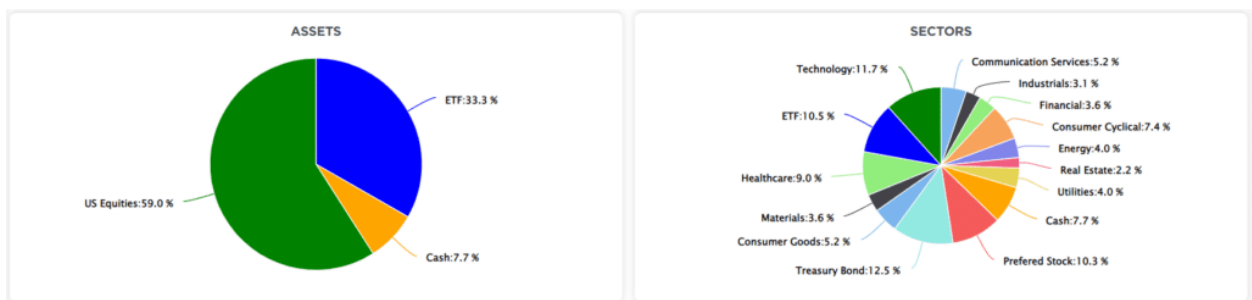 ASSETS
ETF:33.3 %
US Equities:59.0 %
Cash:7.7 %
SECTORS
Communication Services:5.2 %
Technology:11.7 %
Industrials:3.1 %
Financial:3.6 %
ETF:10.5 %
Consumer Cyclical:7.4 %
Energy:4.0 %
Real Estate:2.2 %
Healthcare:9.0 %
Utilities:4.0 %
Materials:3.6 %
Cash:7.7 %
Consumer Goods:5.2 %
Prefered Stock:10.3 %
Treasury Bond:12.5 %